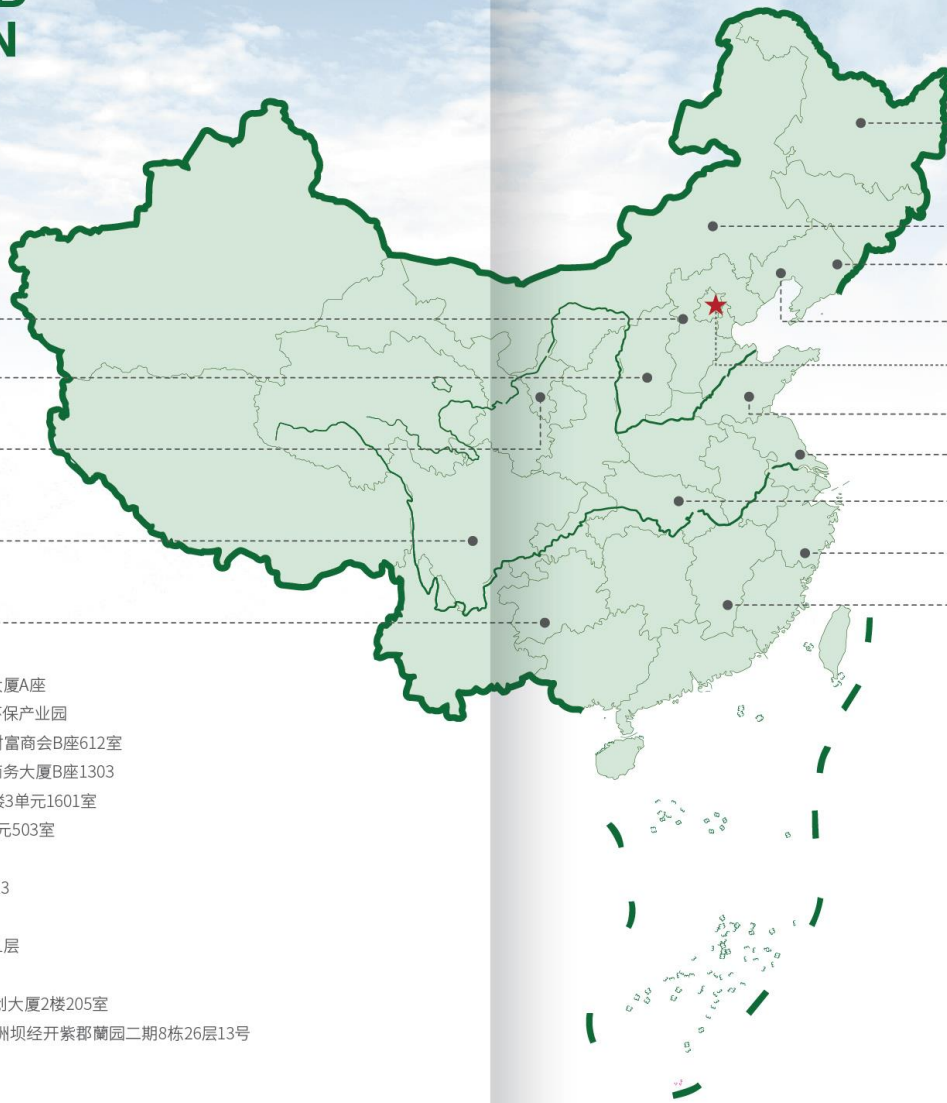 N
大厦A座
环保产业园
财富商会B座612室
商务大厦B座1303
楼3单元1601室
元503室
3
1层
创大厦2楼205室
洲坝经开紫郡蘭园二期8栋26层13号